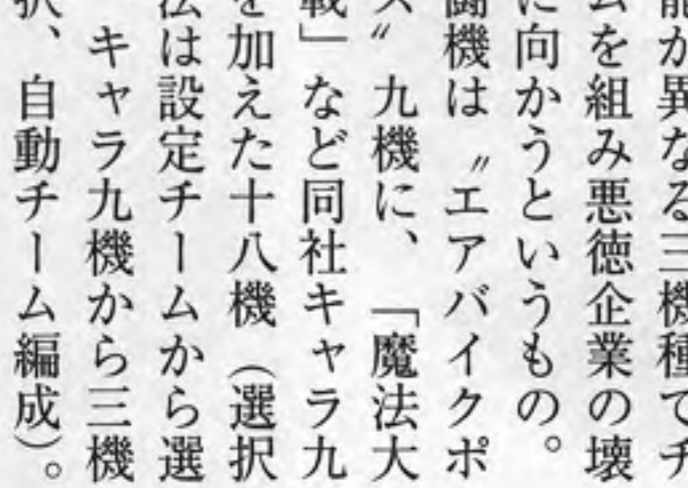 能が異なる三機種でチ
ムを組み悪徳企業の壊
に向かうというもの。
闘機は〝エアバイクポ
ス〟九機に、「魔法大
戦」など同社キャラ九
を加えた十八機（選択
法は設定チームから選
キャラ九機から三機
択、自動チーム編成）。